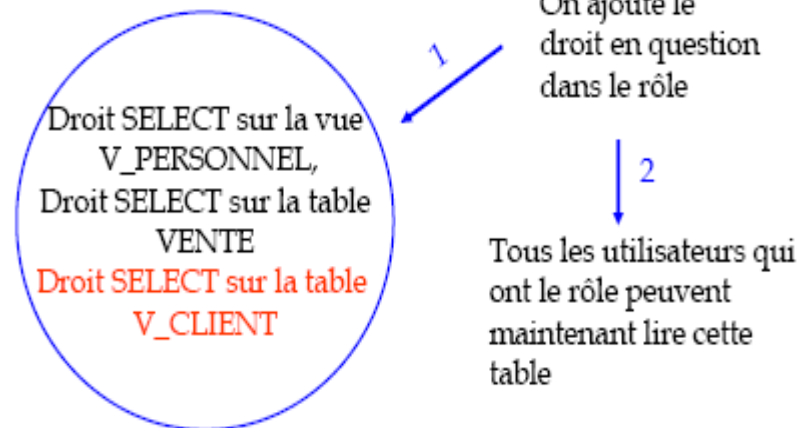 On ajoute le
droit en question
dans le rôle
1
Droit SELECT sur la vue
V_PERSONNEL,
Droit SELECT sur la table
VENTE
Droit SELECT sur la table
V_CLIENT
2
Tous les utilisateurs qui
ont le rôle peuvent
maintenant lire cette
table